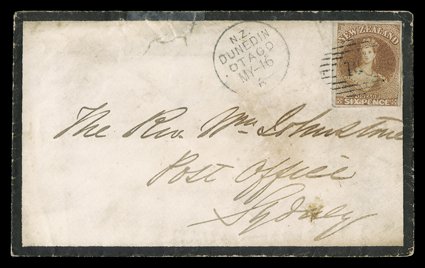 N.Z.
DUNEDIN
OTAGO
MY-16
NEW ZEALAND
SIX PENCE
The Rev. Wm Johnstone
Post Office
Sydney